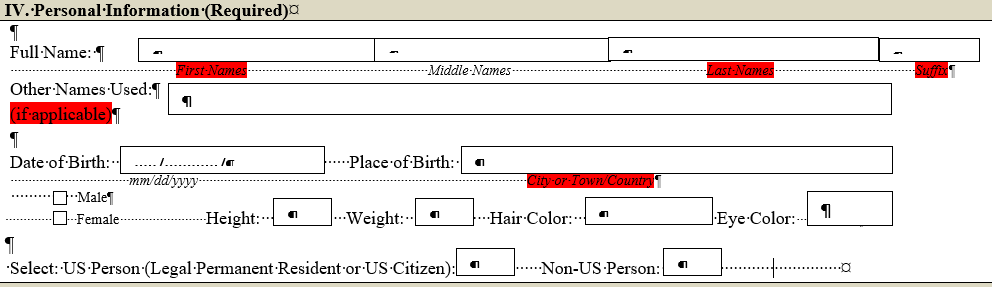 IV. Personal Information (Required)
Full Name:
First Names Middle Names Last Names Suffix
Other Names Used:
(if applicable)
Date of Birth: / / Place of Birth:
mm/dd/yyyy City or Town/Country
Male
Female Height: Weight: Hair Color: Eye Color:
Select: US Person (Legal Permanent Resident or US Citizen): Non-US Person: